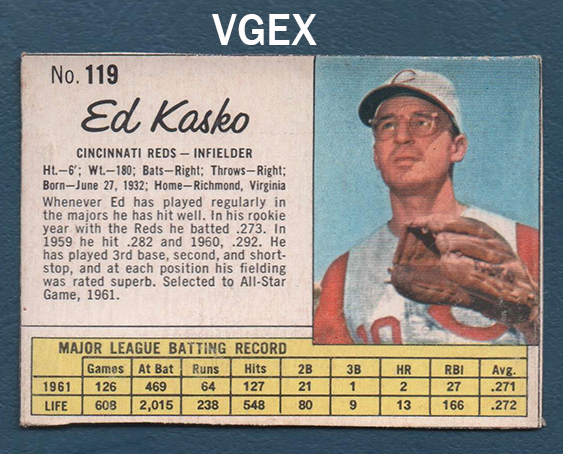 VGEX
No. 119
Ed Kasko
CINCINNATI REDS — INFIELDER
Ht.—6'; Wt.—180; Bats—Right; Throws—Right;
Born—June 27, 1932; Home—Richmond, Virginia
Whenever Ed has played regularly in
the majors he has hit well. In his rookie
year with the Reds he batted .273. In
1959 he hit .282 and 1960, .292. He
has played 3rd base, second, and short-
stop, and at each position his fielding
was rated superb. Selected to All-Star
Game, 1961.
C
10 C
MAJOR LEAGUE BATTING RECORD
Games At Bat Runs Hits 2B 3B HR RBI Avg.
1961 126 469 64 127 21 1 2 27 .271
LIFE 608 2,015 238 548 80 9 13 166 .272